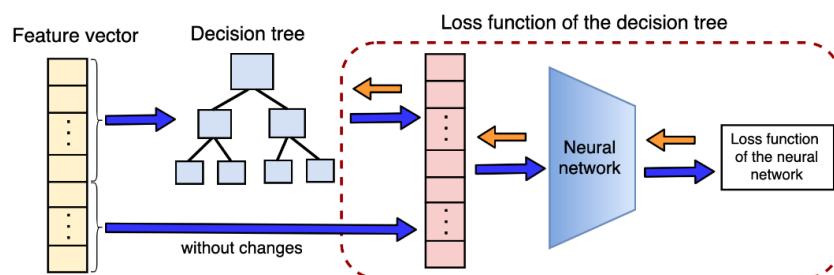 Loss function of the decision tree
Feature vector
Decision tree
Neural
network
Loss function
of the neural
network
without changes